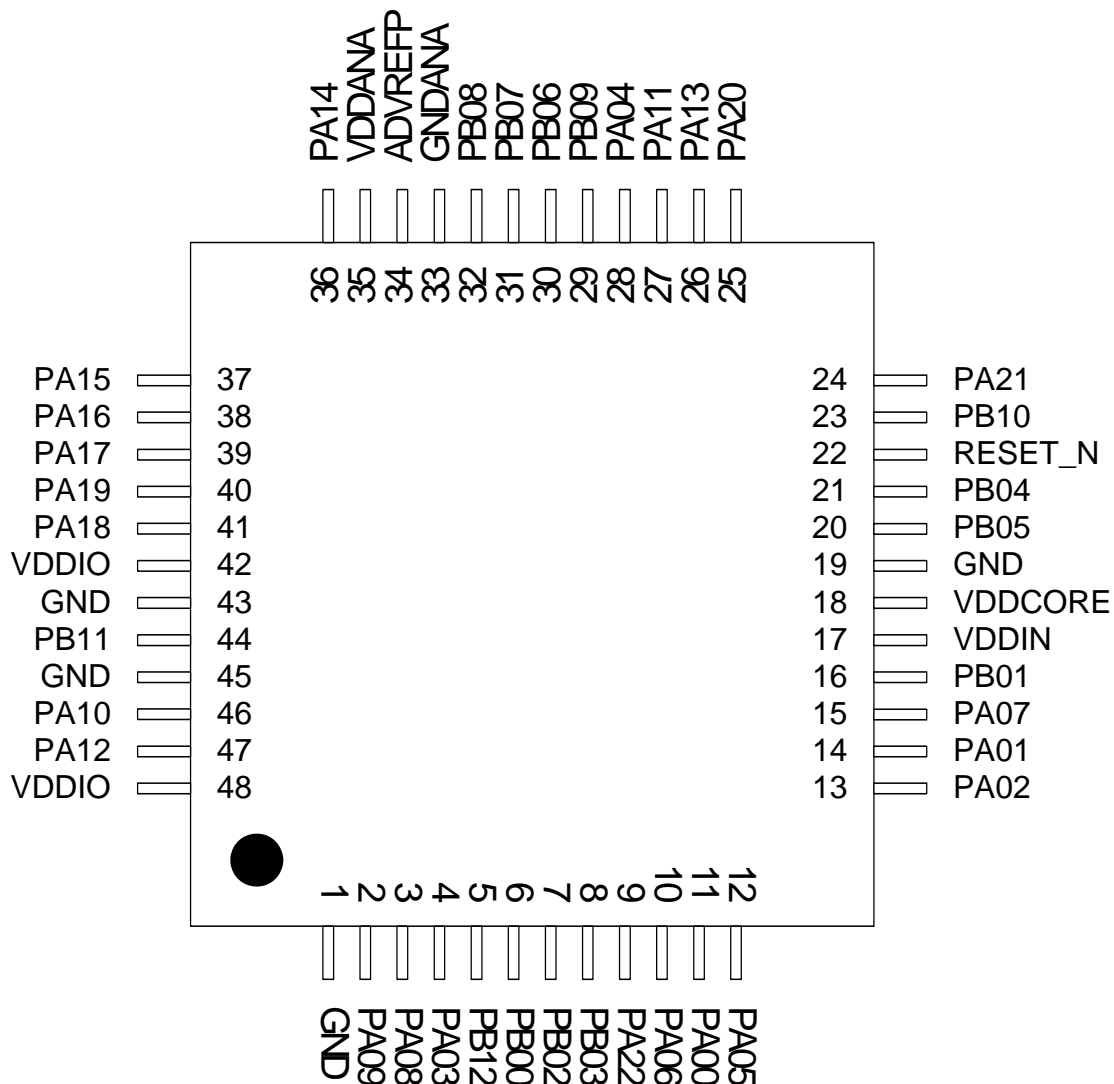 PA14
VDDANA
ADVREFP
GNDANA
PB08
PB07
PB06
PB09
PA04
PA11
PA13
PA20
36
35
34
33
32
31
30
29
28
27
26
25
PA15 37
PA16 38
PA17 39
PA19 40
PA18 41
VDDIO 42
GND 43
PB11 44
GND 45
PA10 46
PA12 47
VDDIO 48
24 PA21
23 PB10
22 RESET_N
21 PB04
20 PB05
19 GND
18 VDDCORE
17 VDDIN
16 PB01
15 PA07
14 PA01
13 PA02
1
2
3
4
5
6
7
8
9
10
11
12
GND
PA09
PA08
PA03
PB12
PB00
PB02
PB03
PA22
PA06
PA00
PA05